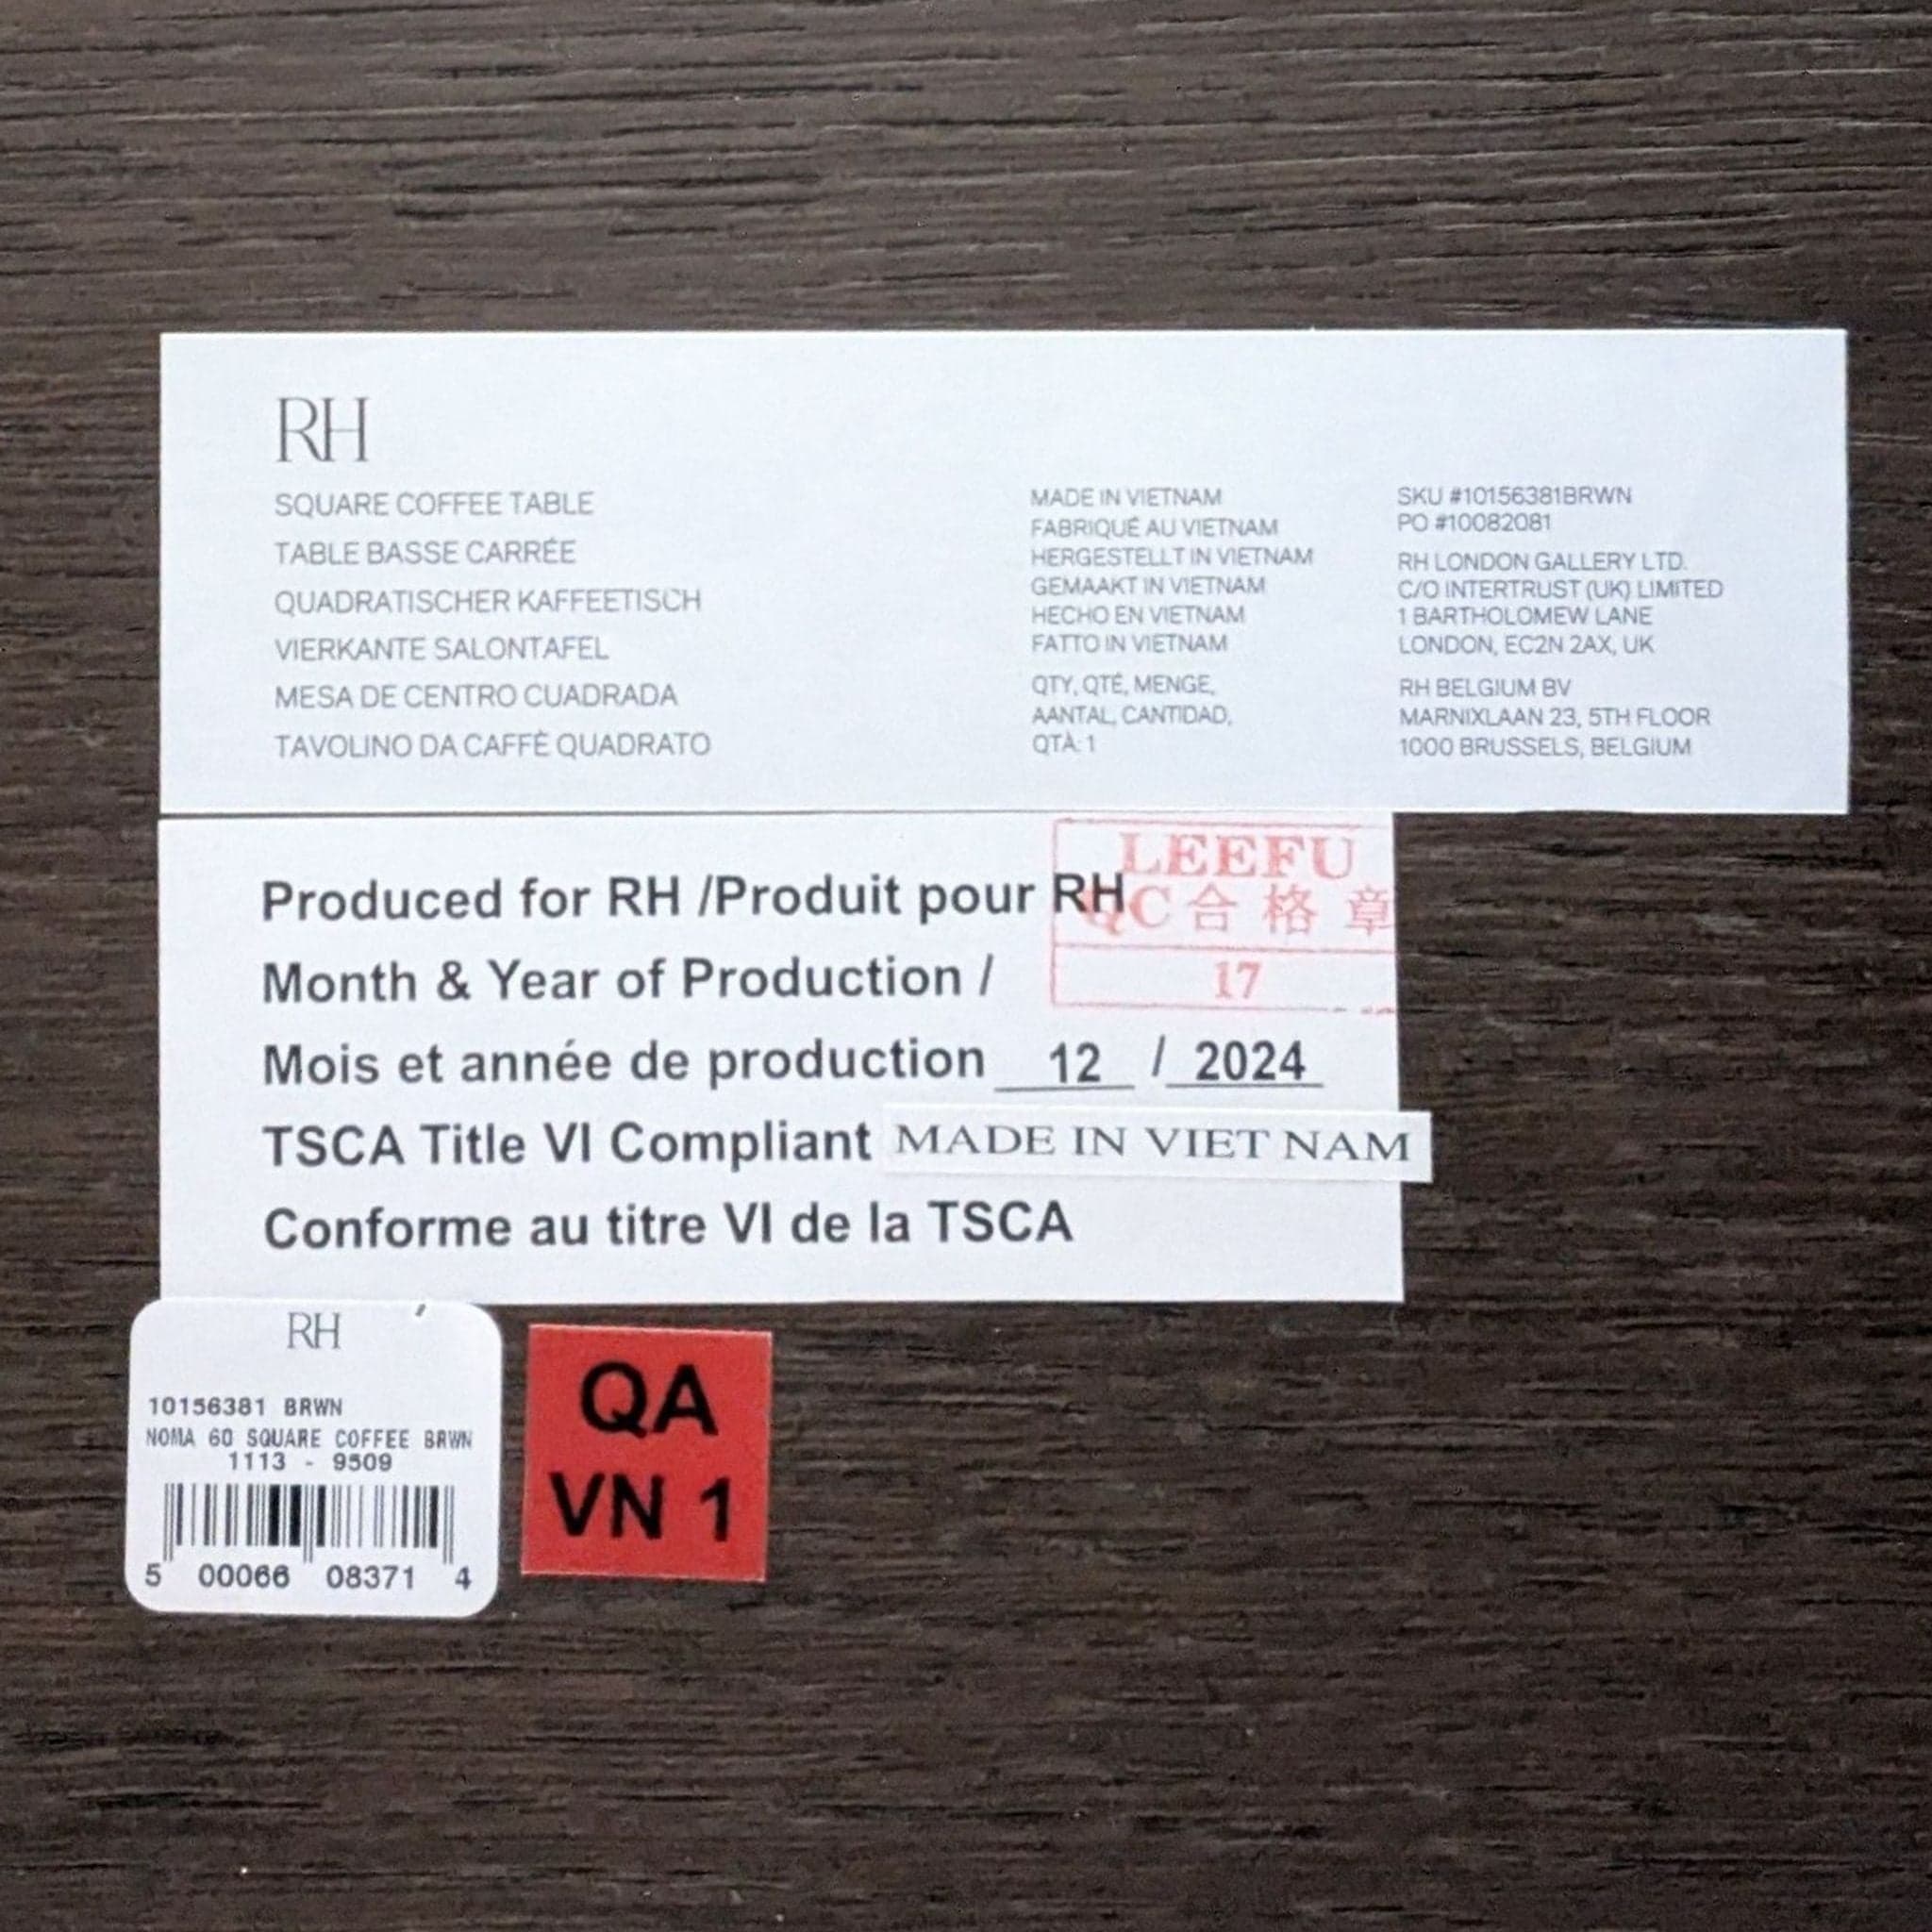 RH
SQUARE COFFEE TABLE
TABLE BASSE CARRÉE
QUADRATISCHER KAFFEETISCH
VIERKANTE SALONTAFEL
MESA DE CENTRO CUADRADA
TAVOLINO DA CAFFÈ QUADRATO
MADE IN VIETNAM
FABRIQUÉ AU VIETNAM
HERGESTELLT IN VIETNAM
GEMAAKT IN VIETNAM
HECHO EN VIETNAM
FATTO IN VIETNAM
QTY, QTÉ, MENGE,
AANTAL, CANTIDAD,
QTÀ: 1
SKU #10156381BRWN
PO #10082081
RH LONDON GALLERY LTD.
C/O INTERTRUST (UK) LIMITED
1 BARTHOLOMEW LANE
LONDON, EC2N 2AX, UK
RH BELGIUM BV
MARNIXLAAN 23, 5TH FLOOR
1000 BRUSSELS, BELGIUM
Produced for RH /Produit pour RH
Month & Year of Production /
Mois et année de production 12 / 2024
TSCA Title VI Compliant MADE IN VIET NAM
Conforme au titre VI de la TSCA
LEEFU
QC合格章
17
RH
10156381 BRWN
NOMA 60 SQUARE COFFEE BRWN
1113 - 9509
5 00066 08371 4
QA
VN 1